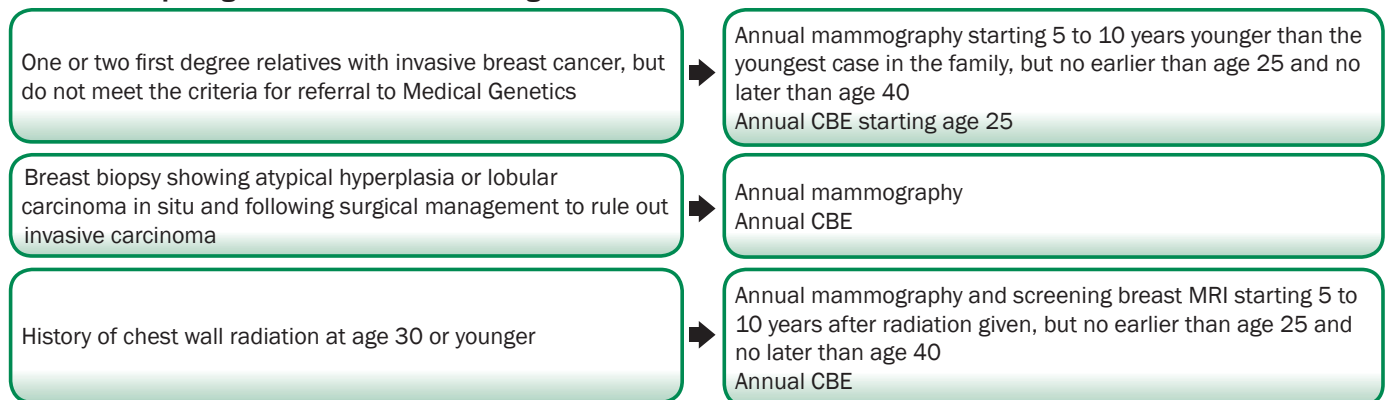 One or two first degree relatives with invasive breast cancer, but
do not meet the criteria for referral to Medical Genetics
Annual mammography starting 5 to 10 years younger than the
youngest case in the family, but no earlier than age 25 and no
later than age 40
Annual CBE starting age 25
Breast biopsy showing atypical hyperplasia or lobular
carcinoma in situ and following surgical management to rule out
invasive carcinoma
Annual mammography
Annual CBE
History of chest wall radiation at age 30 or younger
Annual mammography and screening breast MRI starting 5 to
10 years after radiation given, but no earlier than age 25 and
no later than age 40
Annual CBE